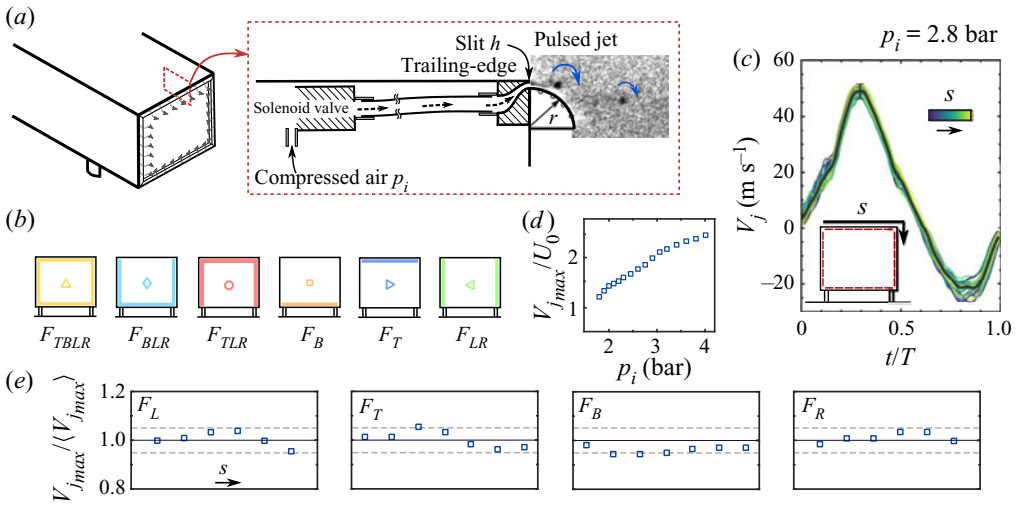 (a)
Slit h
Pulsed jet
Trailing-edge
Solenoid valve
r
Compressed air p_i
p_i = 2.8 bar
(c)
s
V_j (m s⁻¹)
60
40
20
0
−20
s
0
0.5
1.0
t/T
(b)
F_TBLR
F_BLR
F_TLR
F_B
F_T
F_LR
(d)
V_jmax/U_0
2
1
2
3
4
p_i (bar)
(e)
V_jmax/⟨V_jmax⟩
1.2
1.0
0.8
F_L
s
F_T
F_B
F_R